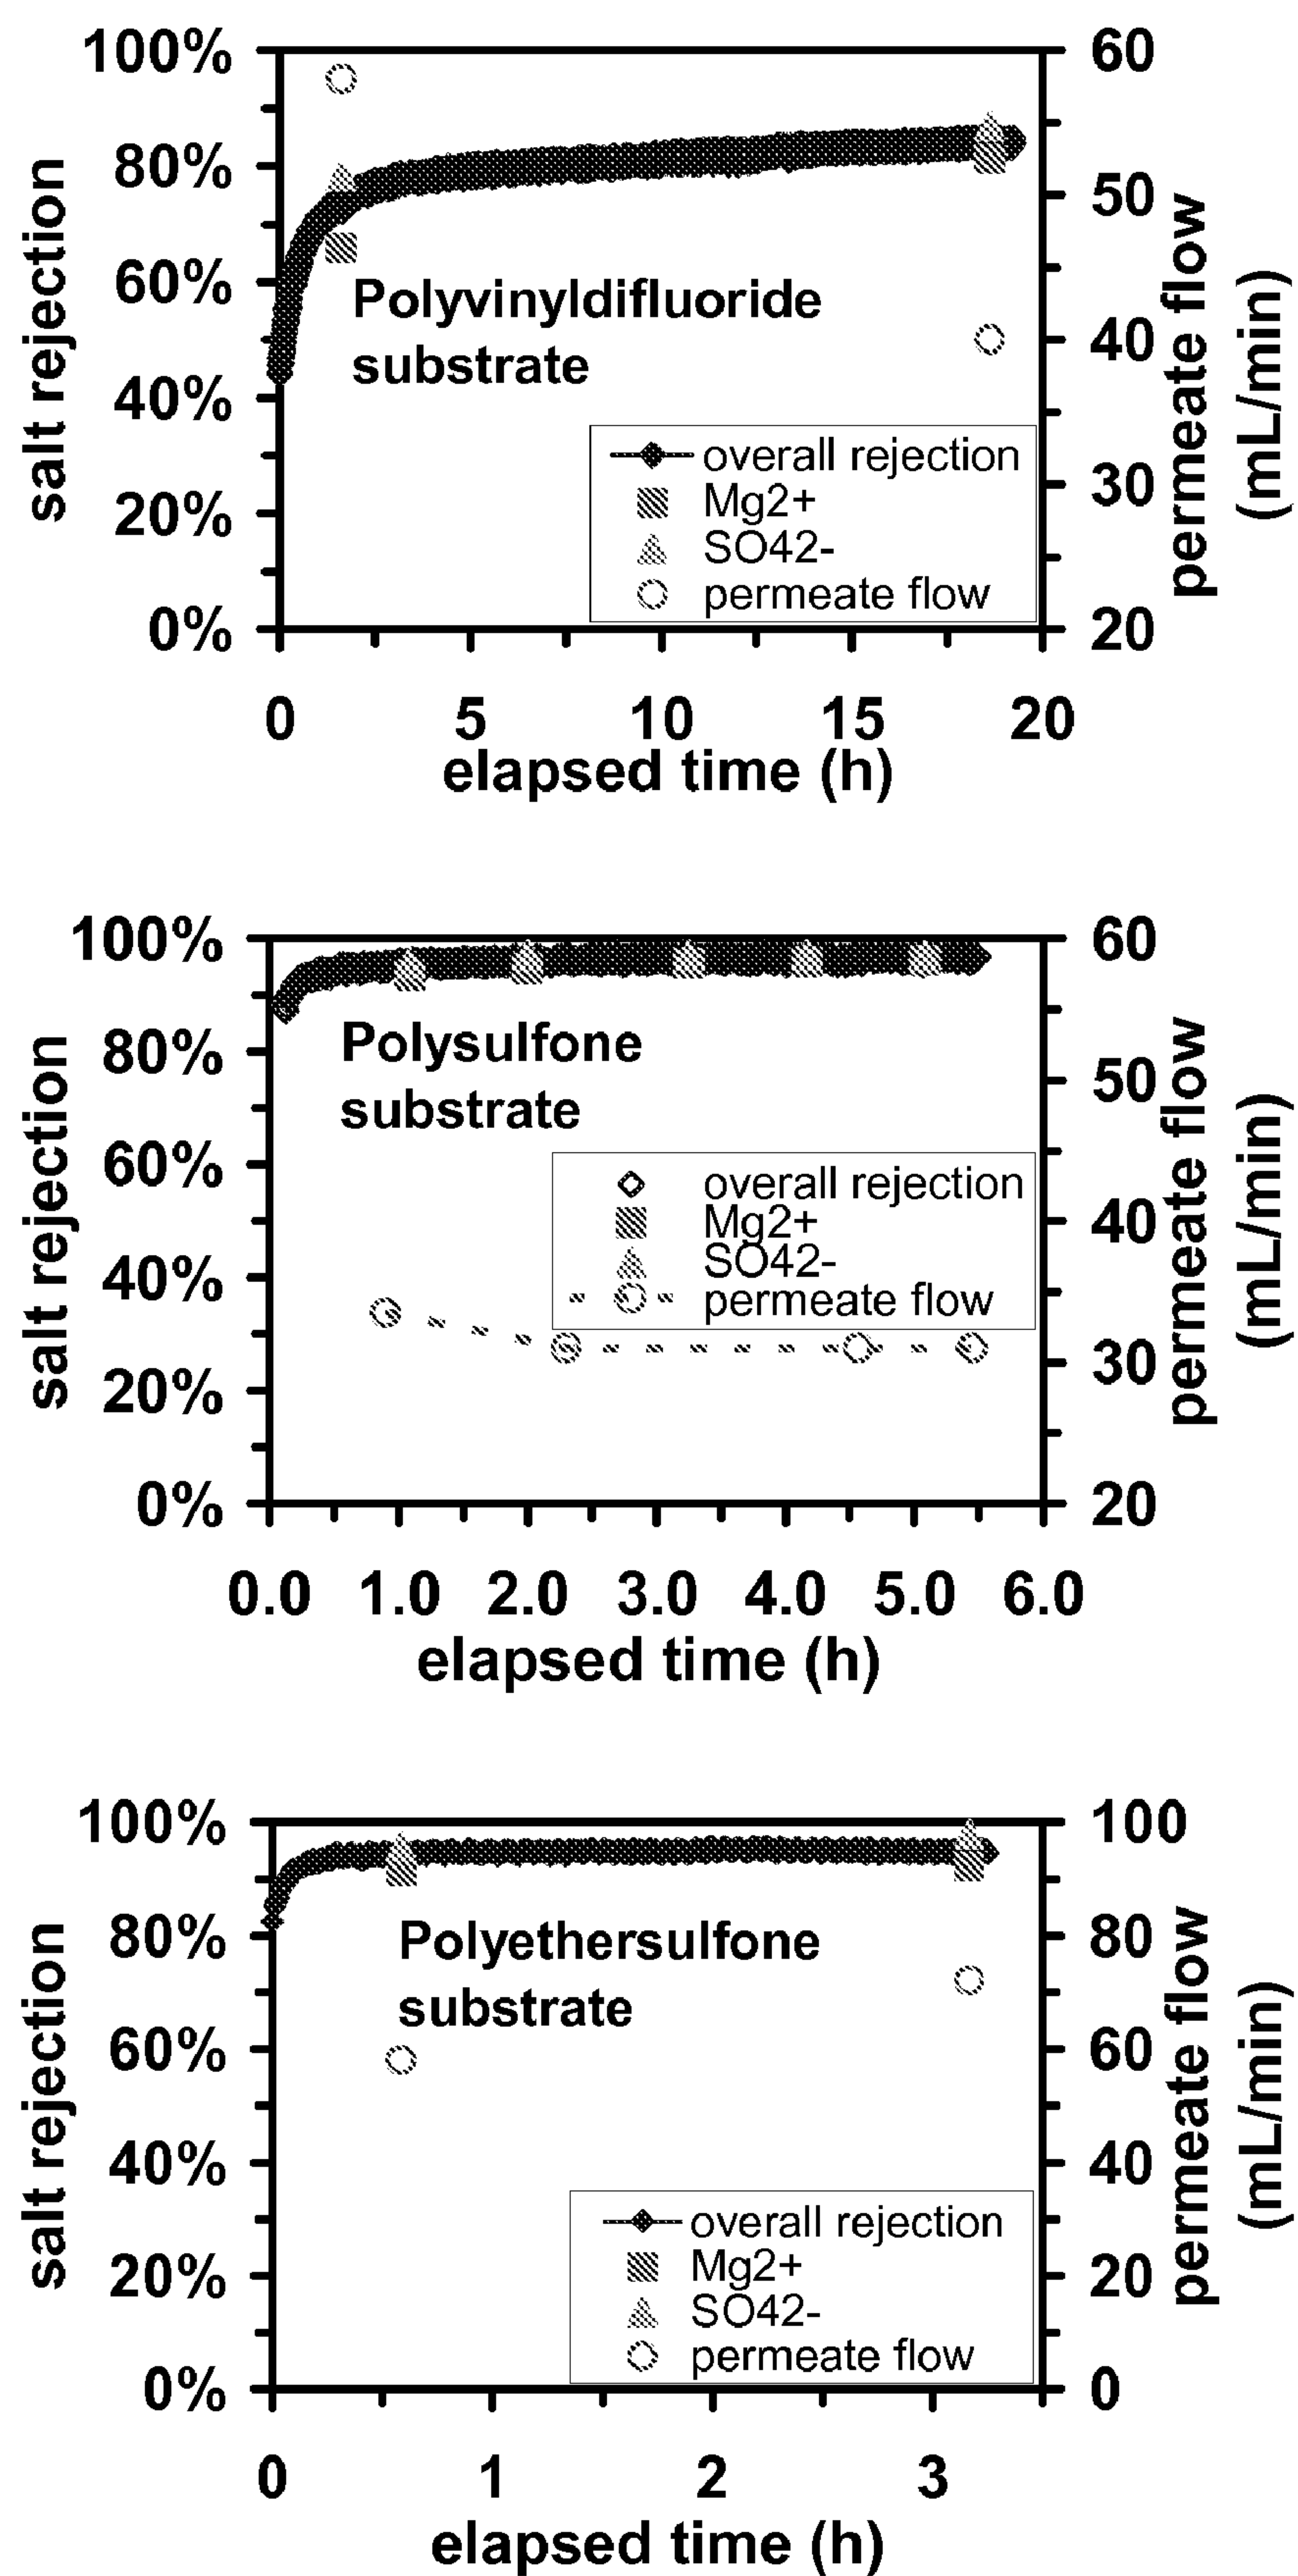 100%
80%
60%
40%
20%
0%
salt rejection
60
50
40
30
20
permeate flow
(mL/min)
Polyvinyldifluoride
substrate
overall rejection
Mg2+
SO42-
permeate flow
0 5 10 15 20
elapsed time (h)
100%
80%
60%
40%
20%
0%
salt rejection
60
50
40
30
20
permeate flow
(mL/min)
Polysulfone
substrate
overall rejection
Mg2+
SO42-
permeate flow
0.0 1.0 2.0 3.0 4.0 5.0 6.0
elapsed time (h)
100%
80%
60%
40%
20%
0%
salt rejection
100
80
60
40
20
0
permeate flow
(mL/min)
Polyethersulfone
substrate
overall rejection
Mg2+
SO42-
permeate flow
0 1 2 3
elapsed time (h)